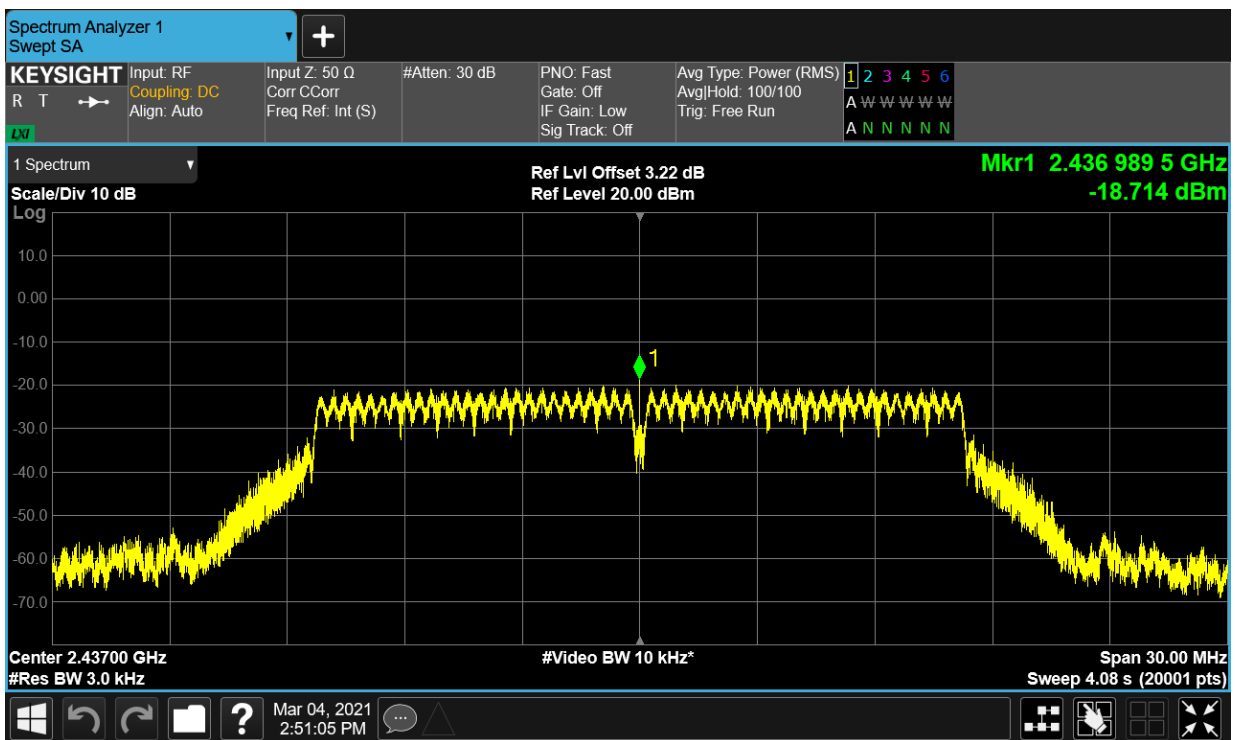 Spectrum Analyzer 1
Swept SA
+
KEYSIGHT
R T
LXI
Input: RF
Coupling: DC
Align: Auto
Input Z: 50 Ω
Corr CCorr
Freq Ref: Int (S)
#Atten: 30 dB
PNO: Fast
Gate: Off
IF Gain: Low
Sig Track: Off
Avg Type: Power (RMS)
Avg|Hold: 100/100
Trig: Free Run
1 2 3 4 5 6
A W W W W W
A N N N N N
1 Spectrum
Scale/Div 10 dB
Log
Ref Lvl Offset 3.22 dB
Ref Level 20.00 dBm
Mkr1 2.436 989 5 GHz
-18.714 dBm
10.0
0.00
-10.0
1
-20.0
-30.0
-40.0
-50.0
-60.0
-70.0
Center 2.43700 GHz
#Res BW 3.0 kHz
#Video BW 10 kHz*
Span 30.00 MHz
Sweep 4.08 s (20001 pts)
?
Mar 04, 2021
2:51:05 PM